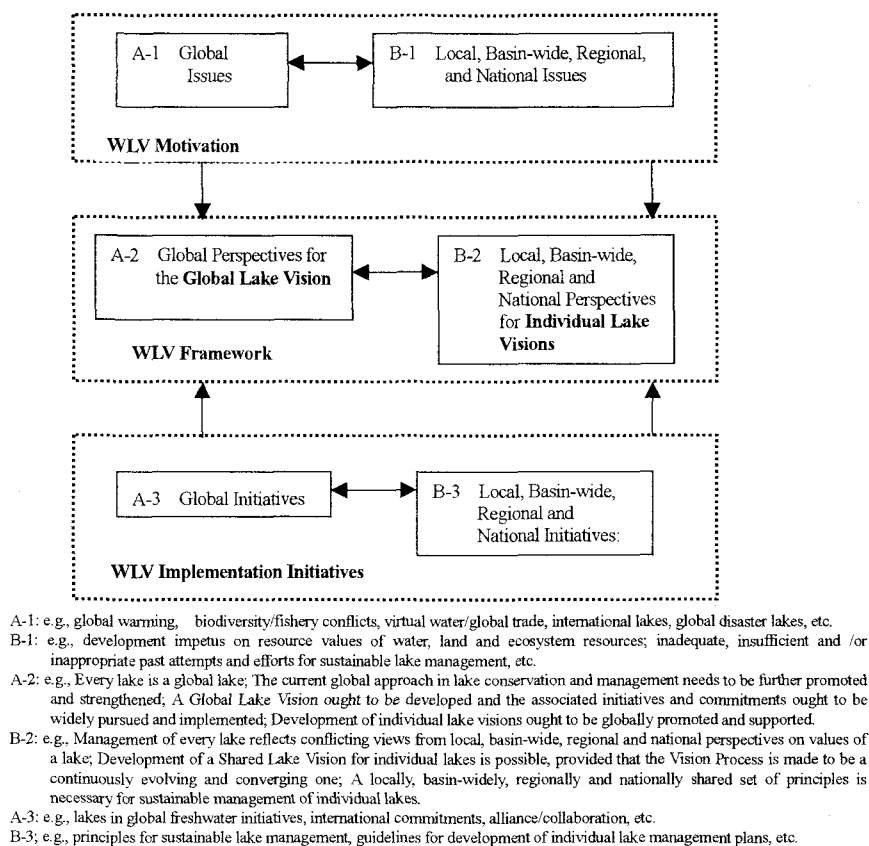 A-1 Global
Issues
B-1 Local, Basin-wide, Regional,
and National Issues
WLV Motivation
A-2 Global Perspectives for
the Global Lake Vision
B-2 Local, Basin-wide,
Regional and
National Perspectives
for Individual Lake
Visions
WLV Framework
A-3 Global Initiatives
B-3 Local, Basin-wide,
Regional and
National Initiatives:
WLV Implementation Initiatives
A-1: e.g., global warming, biodiversity/fishery conflicts, virtual water/global trade, international lakes, global disaster lakes, etc.
B-1: e.g., development impetus on resource values of water, land and ecosystem resources; inadequate, insufficient and /or
inappropriate past attempts and efforts for sustainable lake management, etc.
A-2: e.g., Every lake is a global lake; The current global approach in lake conservation and management needs to be further promoted
and strengthened; A Global Lake Vision ought to be developed and the associated initiatives and commitments ought to be
widely pursued and implemented; Development of individual lake visions ought to be globally promoted and supported.
B-2: e.g., Management of every lake reflects conflicting views from local, basin-wide, regional and national perspectives on values of
a lake; Development of a Shared Lake Vision for individual lakes is possible, provided that the Vision Process is made to be a
continuously evolving and converging one; A locally, basin-widely, regionally and nationally shared set of principles is
necessary for sustainable management of individual lakes.
A-3: e.g., lakes in global freshwater initiatives, international commitments, alliance/collaboration, etc.
B-3; e.g., principles for sustainable lake management, guidelines for development of individual lake management plans, etc.